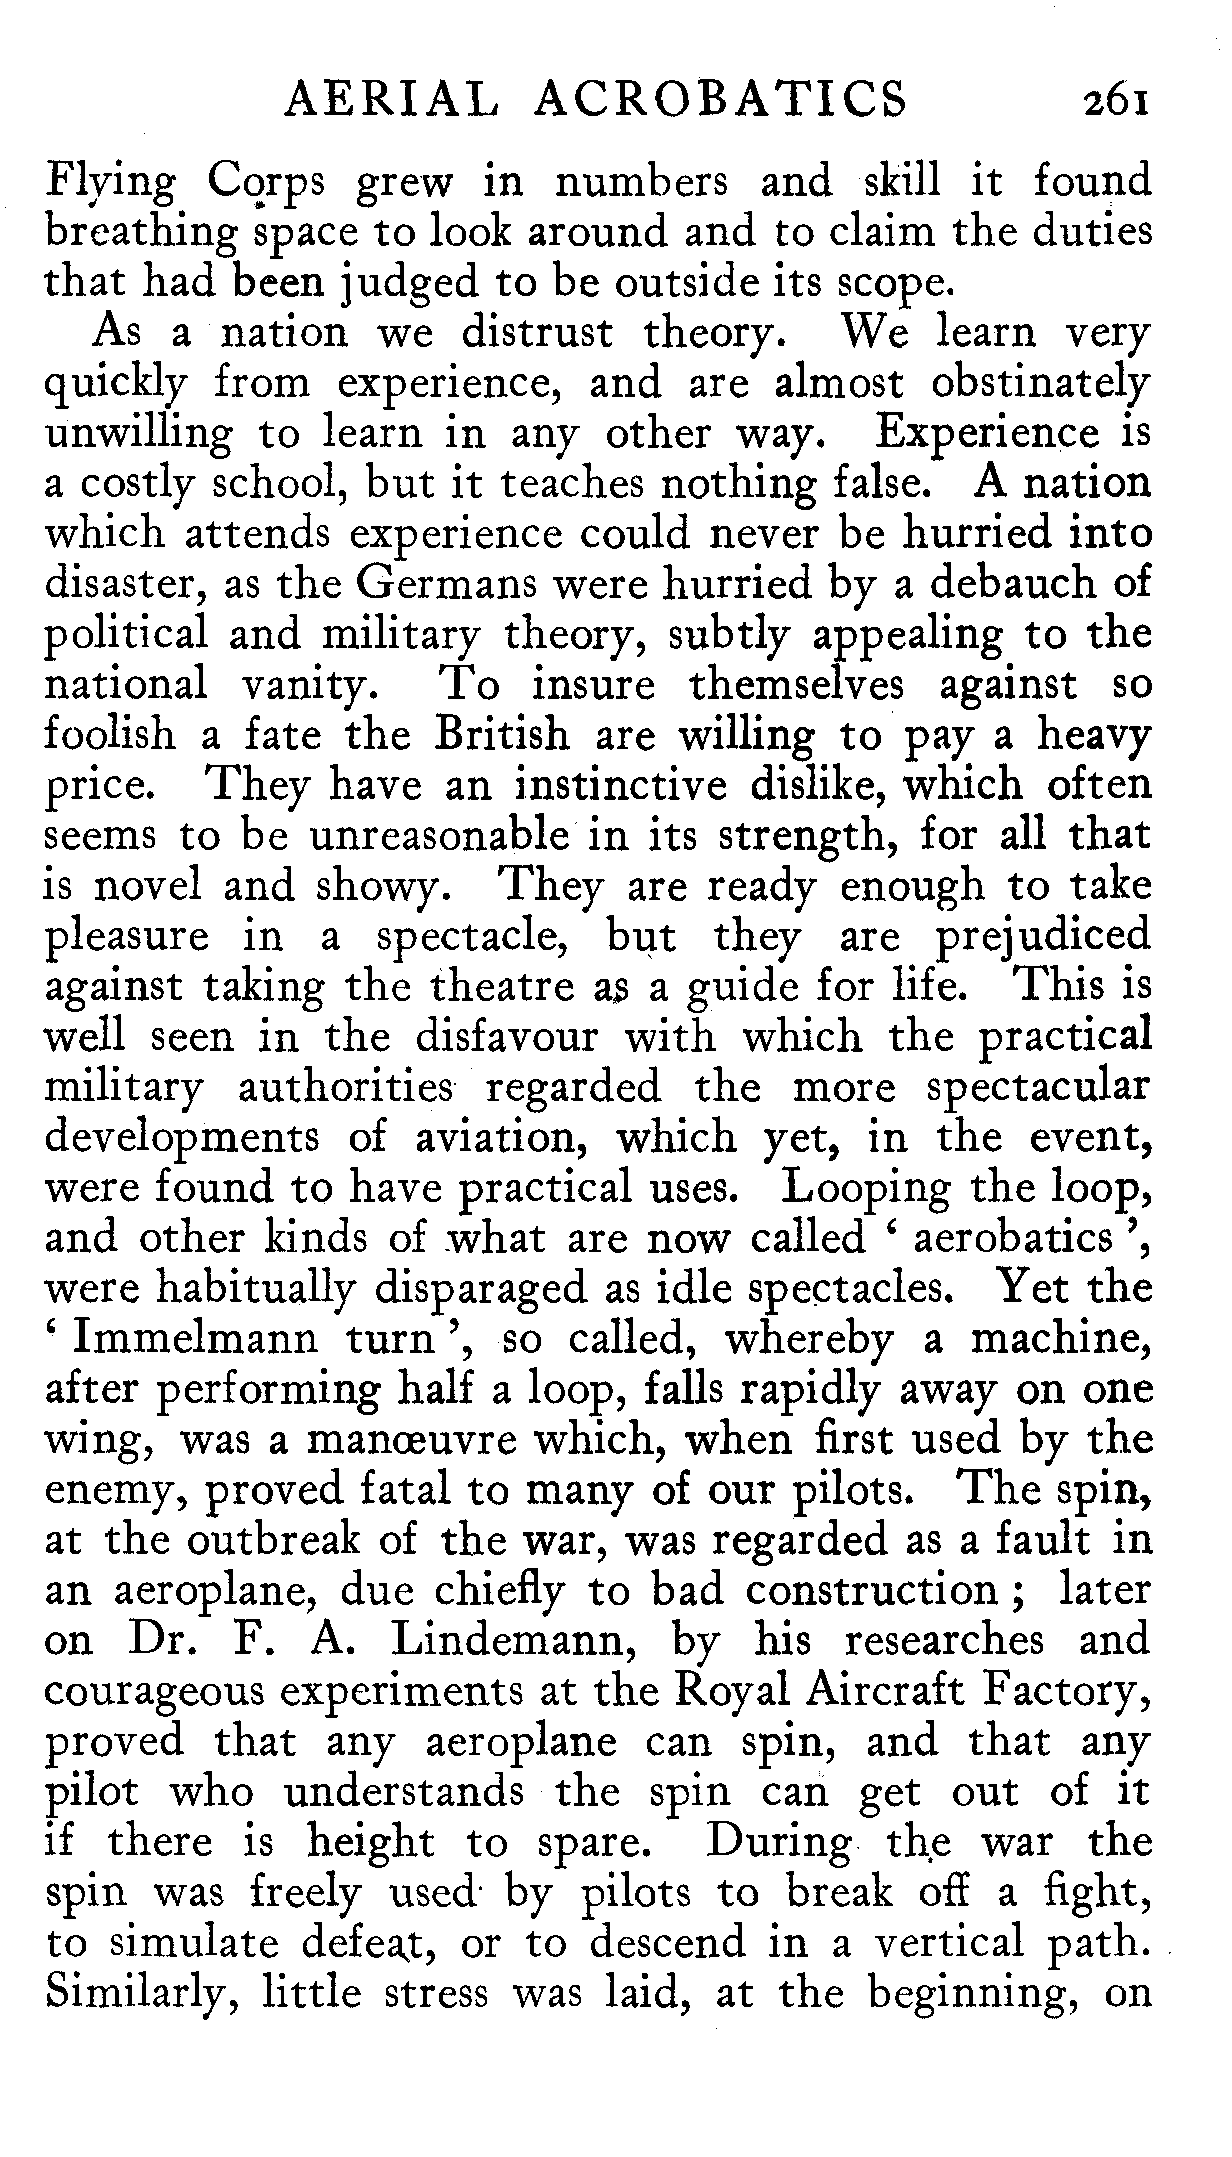 AERIAL ACROBATICS 261
Flying Corps grew in numbers and skill it found
breathing space to look around and to claim the duties
that had been judged to be outside its scope.
As a nation we distrust theory. We learn very
quickly from experience, and are almost obstinately
unwilling to learn in any other way. Experience is
a costly school, but it teaches nothing false. A nation
which attends experience could never be hurried into
disaster, as the Germans were hurried by a debauch of
political and military theory, subtly appealing to the
national vanity. To insure themselves against so
foolish a fate the British are willing to pay a heavy
price. They have an instinctive dislike, which often
seems to be unreasonable in its strength, for all that
is novel and showy. They are ready enough to take
pleasure in a spectacle, but they are prejudiced
against taking the theatre as a guide for life. This is
well seen in the disfavour with which the practical
military authorities regarded the more spectacular
developments of aviation, which yet, in the event,
were found to have practical uses. Looping the loop,
and other kinds of what are now called ‘ aerobatics ’,
were habitually disparaged as idle spectacles. Yet the
‘ Immelmann turn ’, so called, whereby a machine,
after performing half a loop, falls rapidly away on one
wing, was a manœuvre which, when first used by the
enemy, proved fatal to many of our pilots. The spin,
at the outbreak of the war, was regarded as a fault in
an aeroplane, due chiefly to bad construction ; later
on Dr. F. A. Lindemann, by his researches and
courageous experiments at the Royal Aircraft Factory,
proved that any aeroplane can spin, and that any
pilot who understands the spin can get out of it
if there is height to spare. During the war the
spin was freely used by pilots to break off a fight,
to simulate defeat, or to descend in a vertical path.
Similarly, little stress was laid, at the beginning, on